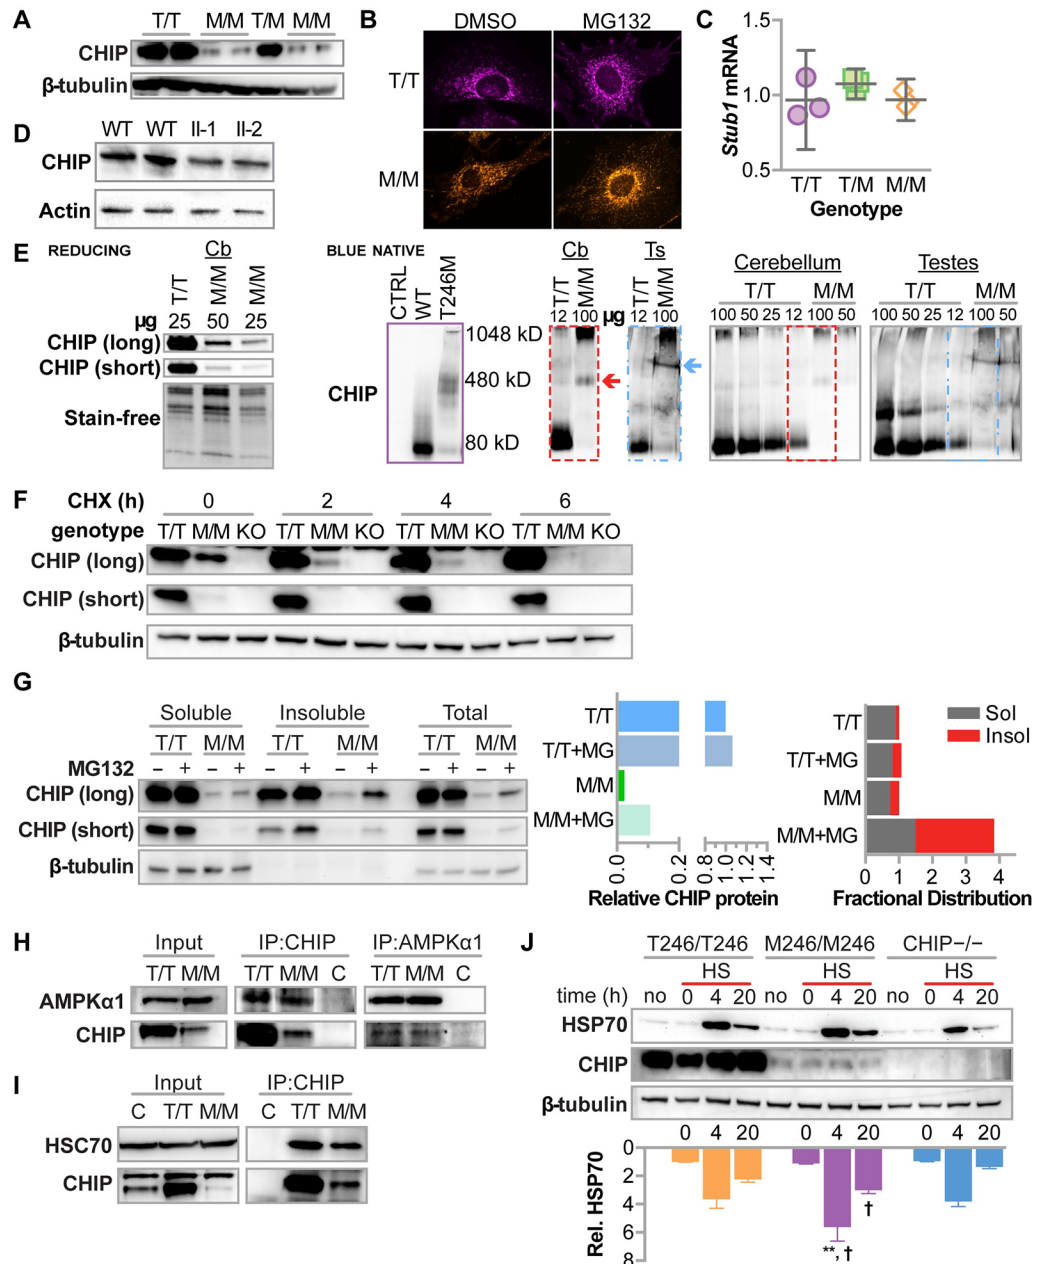 A
T/T M/M T/M M/M
CHIP
β-tubulin
B
DMSO MG132
T/T
M/M
C
Stub1 mRNA
1.5
1.0
0.5
T/T T/M M/M
Genotype
D
WT WT II-1 II-2
CHIP
Actin
E
REDUCING
Cb
T/T M/M M/M
µg 25 50 25
CHIP (long)
CHIP (short)
Stain-free
BLUE NATIVE
CTRL WT T246M
CHIP
1048 kD
480 kD
80 kD
Cb
T/T M/M
12 100
µg
Ts
T/T M/M
12 100
Cerebellum
T/T M/M
100 50 25 12 100 50
Testes
T/T M/M
100 50 25 12 100 50
F
CHX (h) 0 2 4 6
genotype T/T M/M KO T/T M/M KO T/T M/M KO T/T M/M KO
CHIP (long)
CHIP (short)
β-tubulin
G
Soluble Insoluble Total
T/T M/M T/T M/M T/T M/M
MG132 – + – + – + – + – + – +
CHIP (long)
CHIP (short)
β-tubulin
T/T
T/T+MG
M/M
M/M+MG
0.0 0.2 0.8 1.0 1.2 1.4
Relative CHIP protein
T/T
T/T+MG
M/M
M/M+MG
Sol
Insol
0 1 2 3 4
Fractional Distribution
H
Input IP:CHIP IP:AMPKα1
T/T M/M T/T M/M C T/T M/M C
AMPKα1
CHIP
I
Input IP:CHIP
C T/T M/M C T/T M/M
HSC70
CHIP
J
T246/T246 M246/M246 CHIP−/−
HS HS HS
time (h) no 0 4 20 no 0 4 20 no 0 4 20
HSP70
CHIP
β-tubulin
0 4 20 0 4 20 0 4 20
Rel. HSP70
0
2
4
6
8
**, †
†